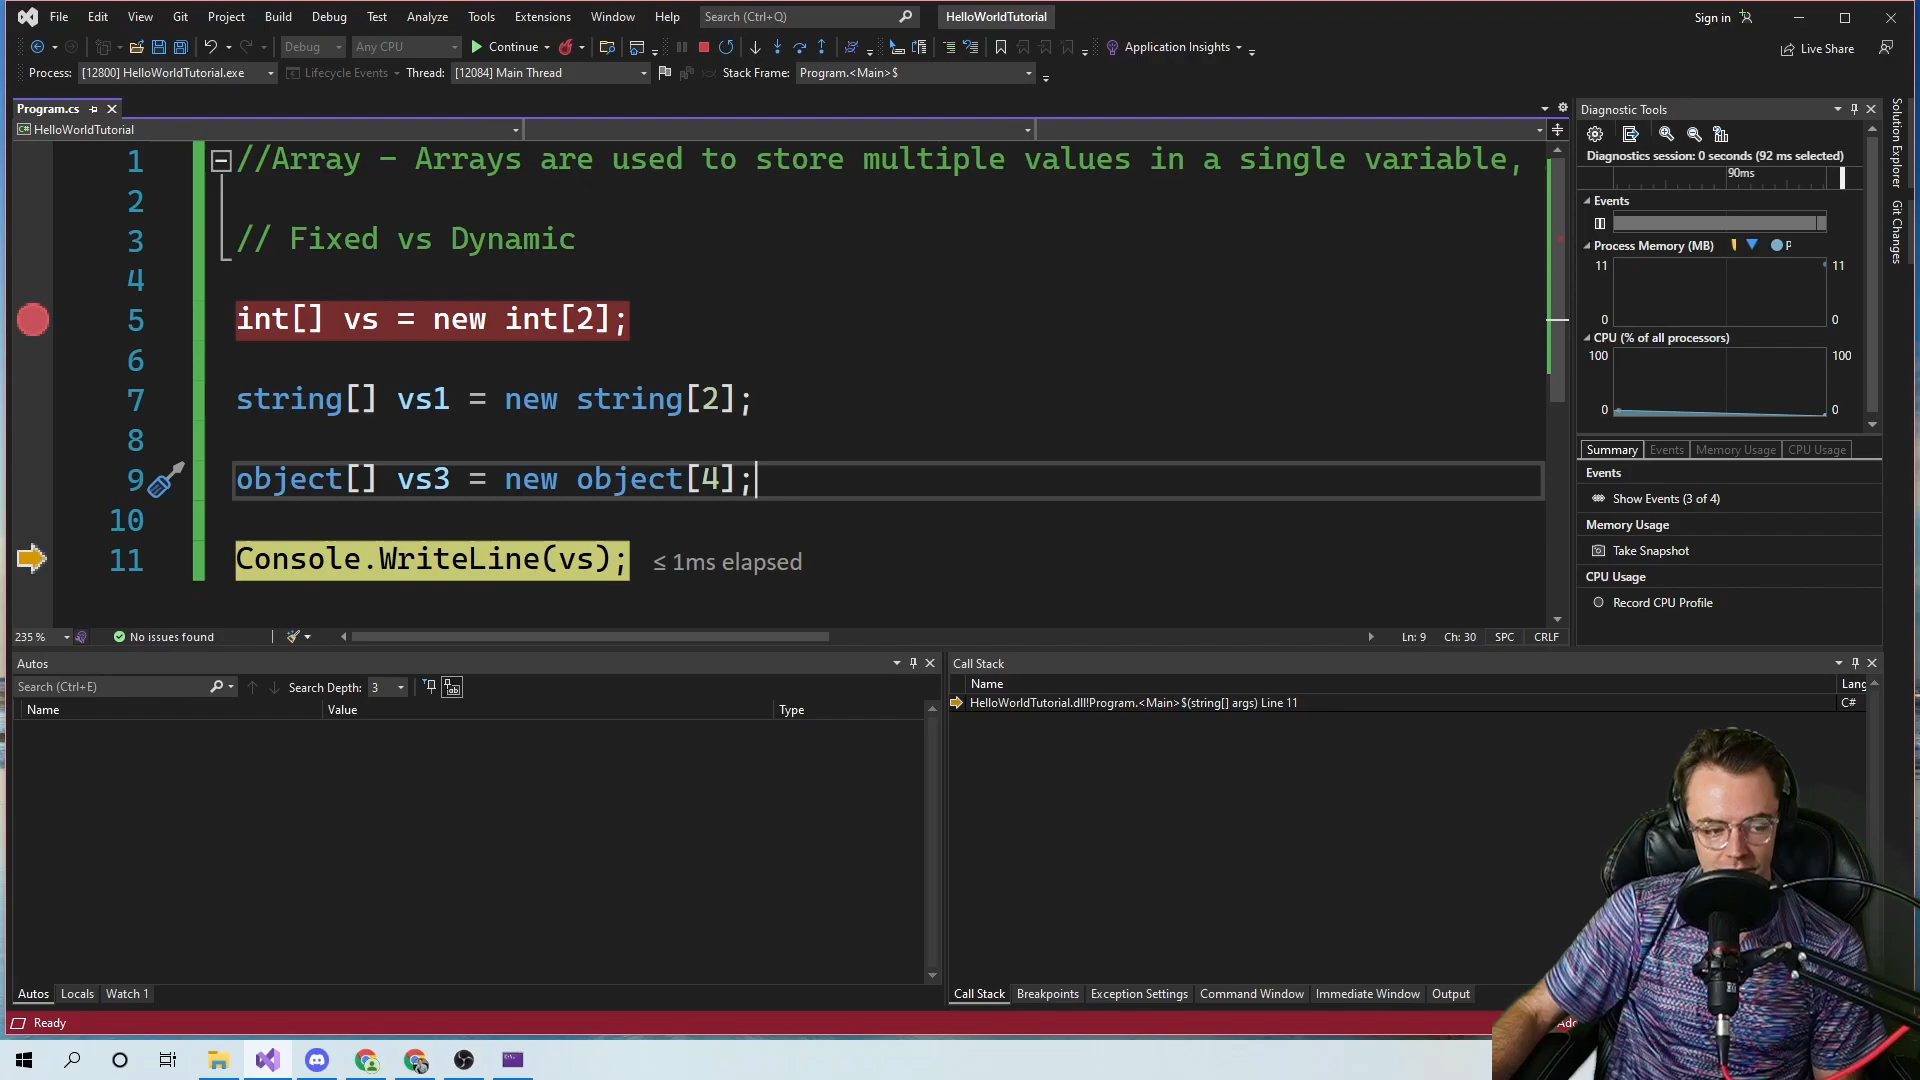 File Edit View Git Project Build Debug Test Analyze Tools Extensions Window Help Search (Ctrl+Q) HelloWorldTutorial Sign in
Debug Any CPU Continue Application Insights Live Share
Process: [12800] HelloWorldTutorial.exe Lifecycle Events Thread: [12084] Main Thread Stack Frame: Program.<Main>$
Program.cs
C# HelloWorldTutorial
1 //Array - Arrays are used to store multiple values in a single variable,
2
3 // Fixed vs Dynamic
4
5 int[] vs = new int[2];
6
7 string[] vs1 = new string[2];
8
9 object[] vs3 = new object[4];
10
11 Console.WriteLine(vs); ≤ 1ms elapsed
235 % No issues found Ln: 9 Ch: 30 SPC CRLF
Diagnostic Tools
Diagnostics session: 0 seconds (92 ms selected)
90ms
Events
Process Memory (MB) P
11 11
0 0
CPU (% of all processors)
100 100
0 0
Summary Events Memory Usage CPU Usage
Events
Show Events (3 of 4)
Memory Usage
Take Snapshot
CPU Usage
Record CPU Profile
Solution Explorer
Git Changes
Autos
Search (Ctrl+E) Search Depth: 3
Name Value Type
Autos Locals Watch 1
Call Stack
Name Lang
HelloWorldTutorial.dll!Program.<Main>$(string[] args) Line 11 C#
Call Stack Breakpoints Exception Settings Command Window Immediate Window Output
Ready